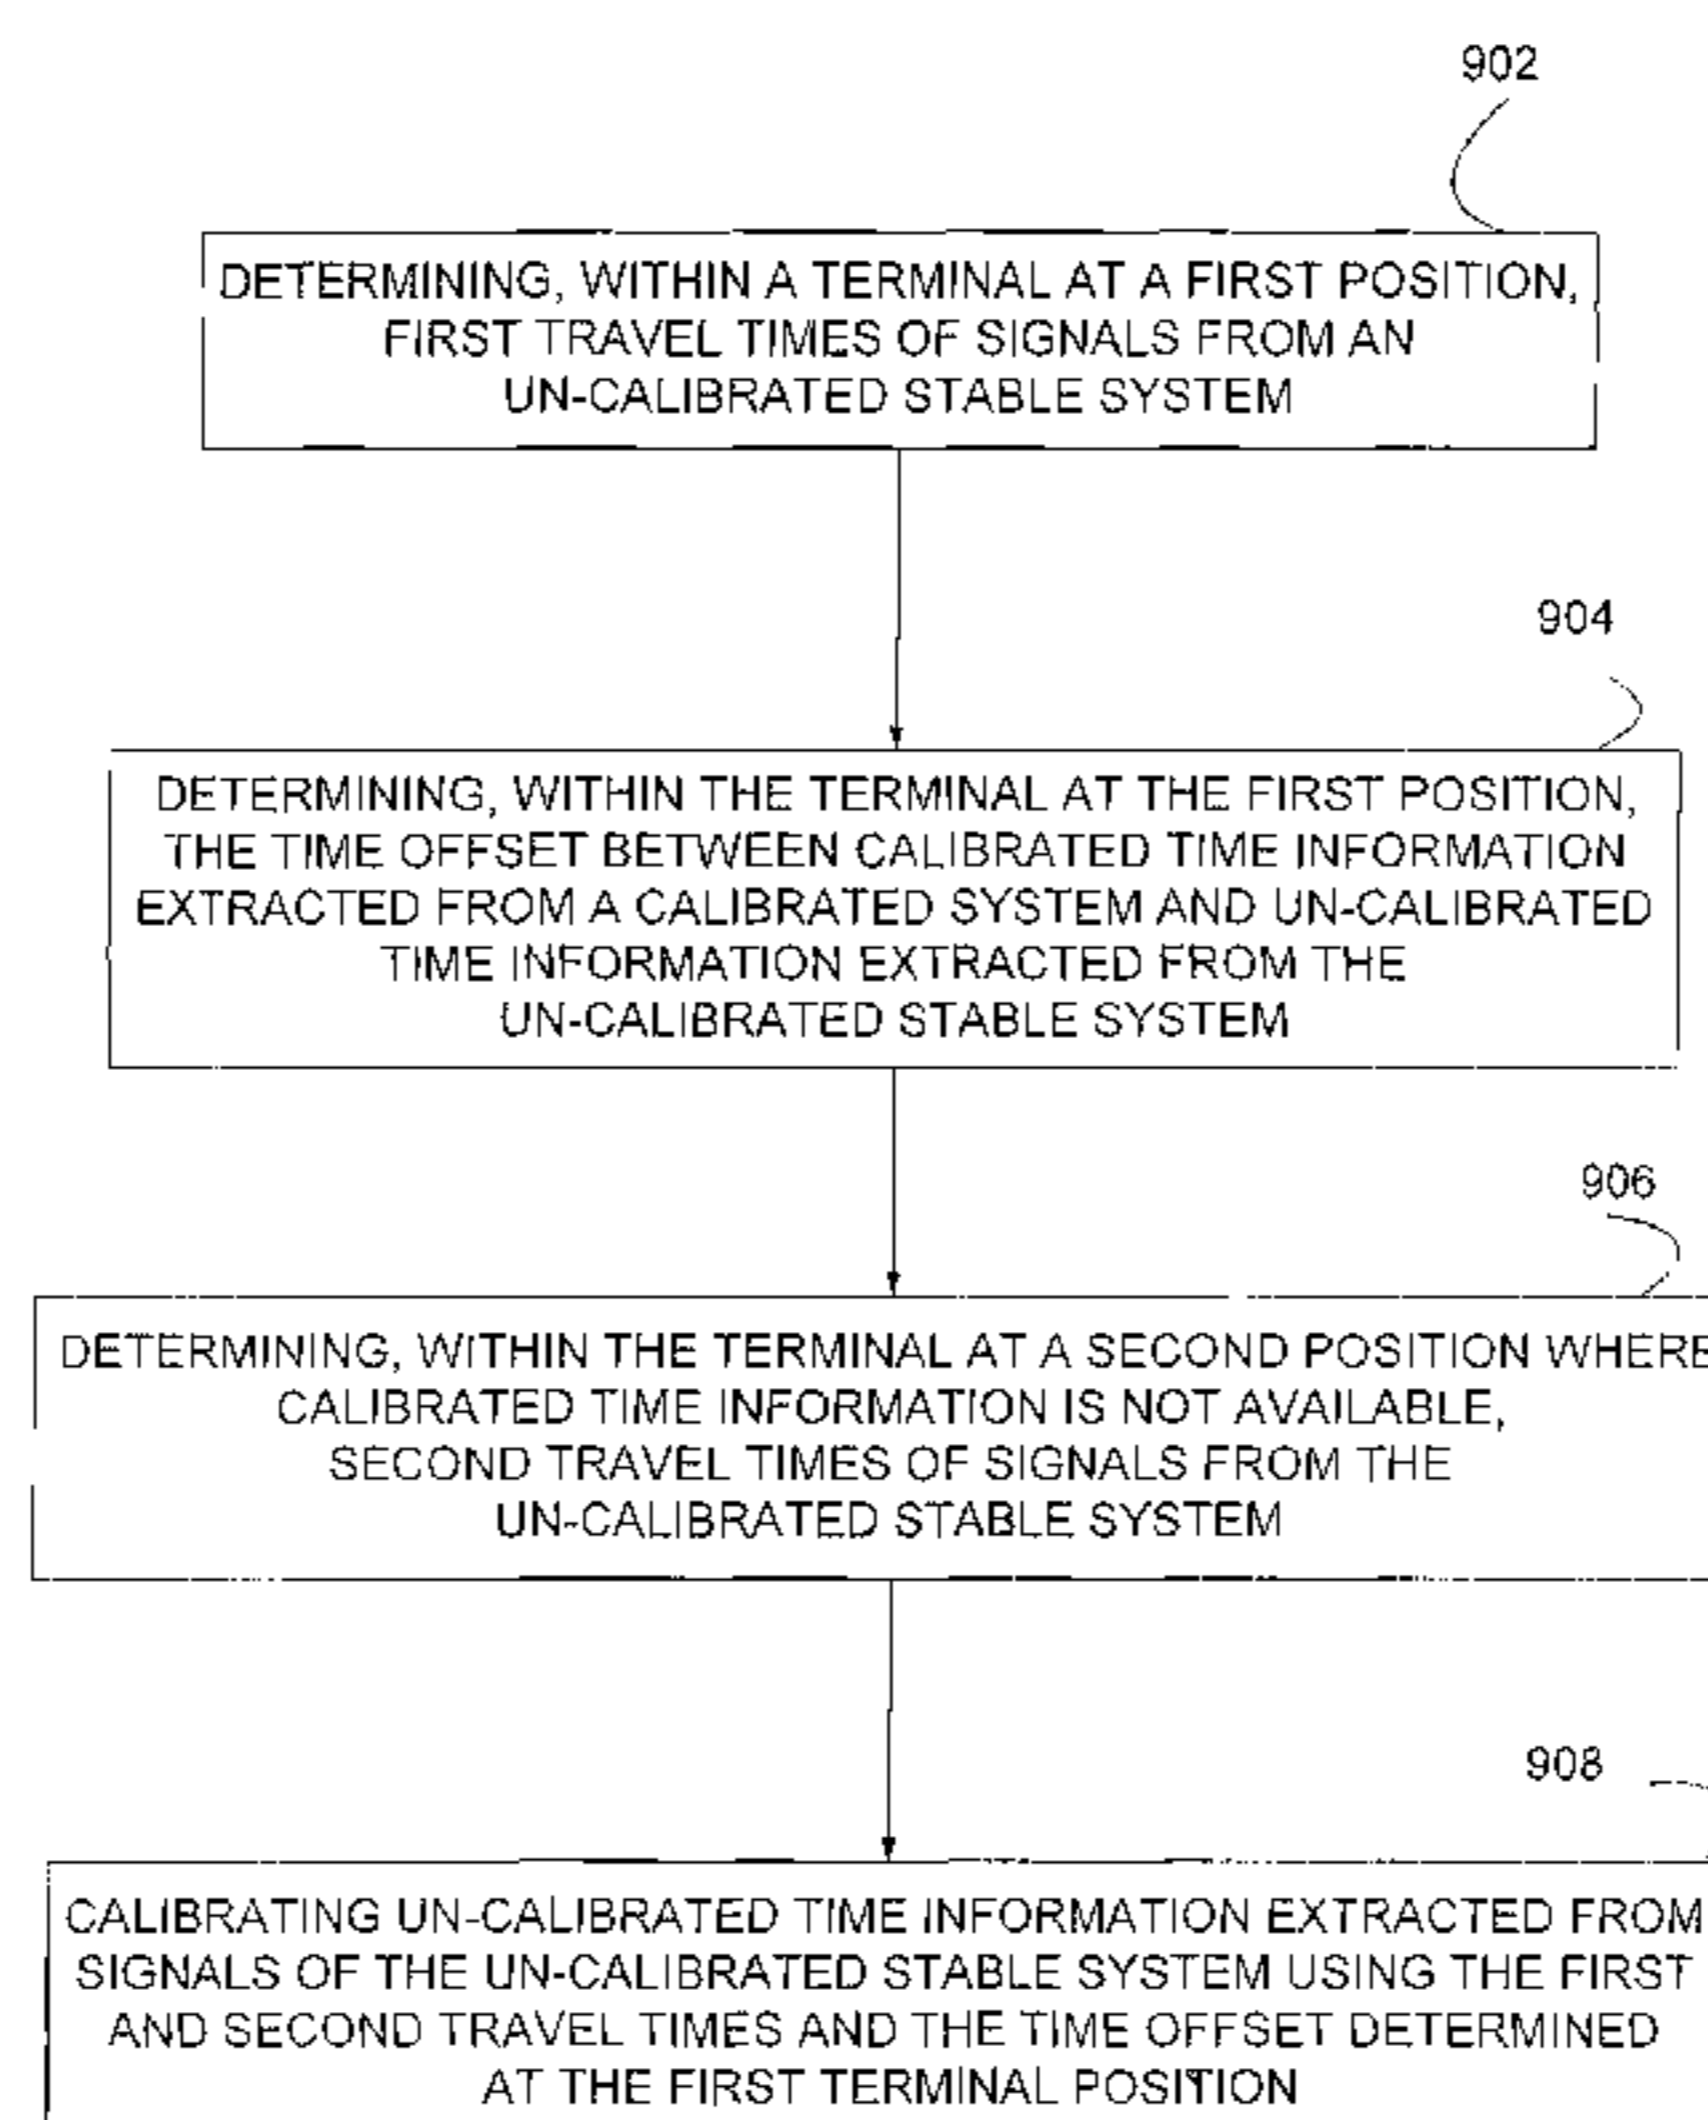 902
DETERMINING, WITHIN A TERMINAL AT A FIRST POSITION,
FIRST TRAVEL TIMES OF SIGNALS FROM AN
UN-CALIBRATED STABLE SYSTEM
904
DETERMINING, WITHIN THE TERMINAL AT THE FIRST POSITION,
THE TIME OFFSET BETWEEN CALIBRATED TIME INFORMATION
EXTRACTED FROM A CALIBRATED SYSTEM AND UN-CALIBRATED
TIME INFORMATION EXTRACTED FROM THE
UN-CALIBRATED STABLE SYSTEM
906
DETERMINING, WITHIN THE TERMINAL AT A SECOND POSITION WHERE
CALIBRATED TIME INFORMATION IS NOT AVAILABLE,
SECOND TRAVEL TIMES OF SIGNALS FROM THE
UN-CALIBRATED STABLE SYSTEM
908
CALIBRATING UN-CALIBRATED TIME INFORMATION EXTRACTED FROM
SIGNALS OF THE UN-CALIBRATED STABLE SYSTEM USING THE FIRST
AND SECOND TRAVEL TIMES AND THE TIME OFFSET DETERMINED
AT THE FIRST TERMINAL POSITION